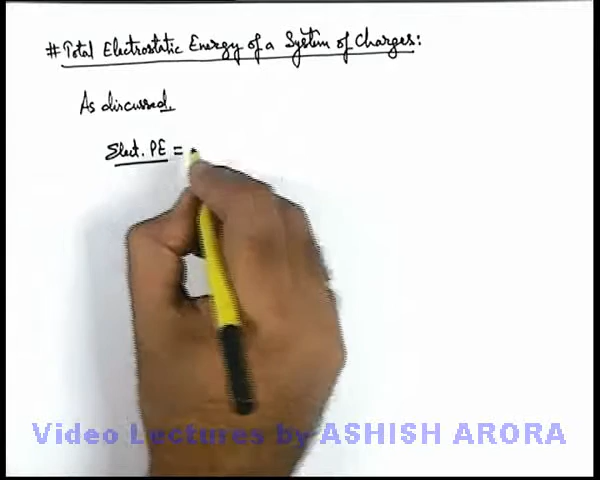 # Total Electrostatic Energy of a System of Charges:
As discussed,
Elect. PE =
Video Lectures by ASHISH ARORA